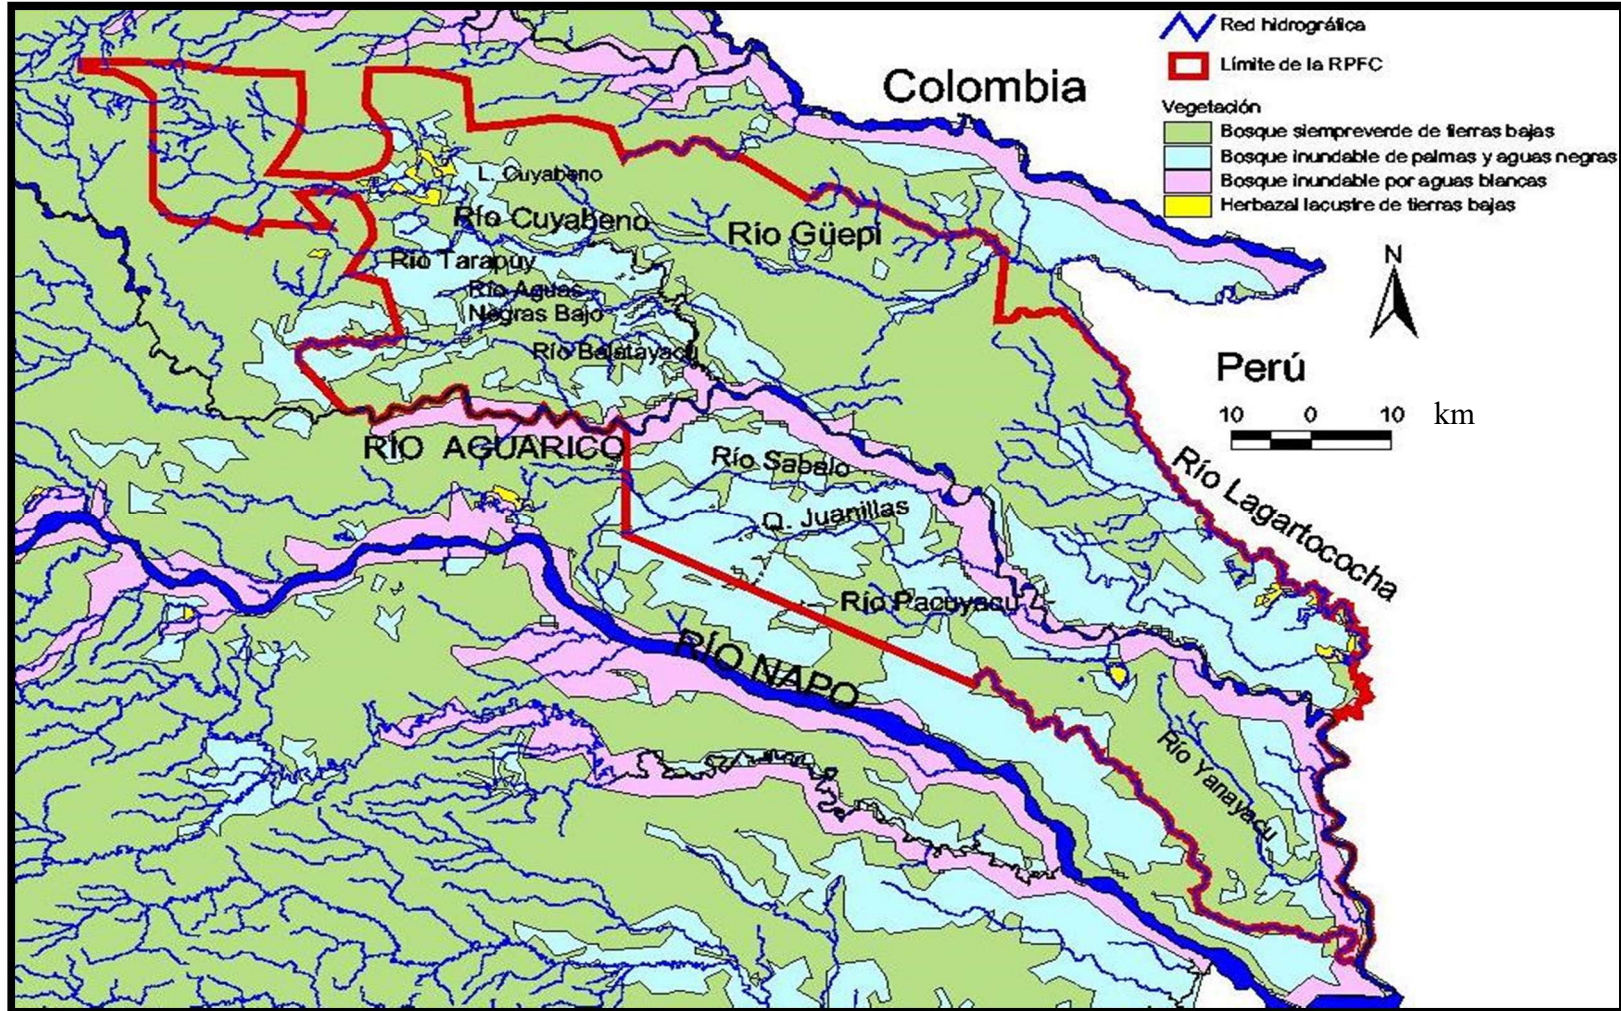 Red hidrográfica
Límite de la RPFC
Colombia
Vegetación
Bosque siempreverde de tierras bajas
Bosque inundable de palmas y aguas negras
Bosque inundable por aguas blancas
Herbazal lacustre de tierras bajas
L. Cuyabeno
Río Cuyabeno
Río Güepi
Río Tarapuy
N
Río Aguas
Negras Bajo
Río Balatayacu
Perú
10 0 10 km
RÍO AGUARICO
Río Sabalo
Río Lagartococha
Q. Juanillas
Río Pacuyacu
RÍO NAPO
Río Yanayacu